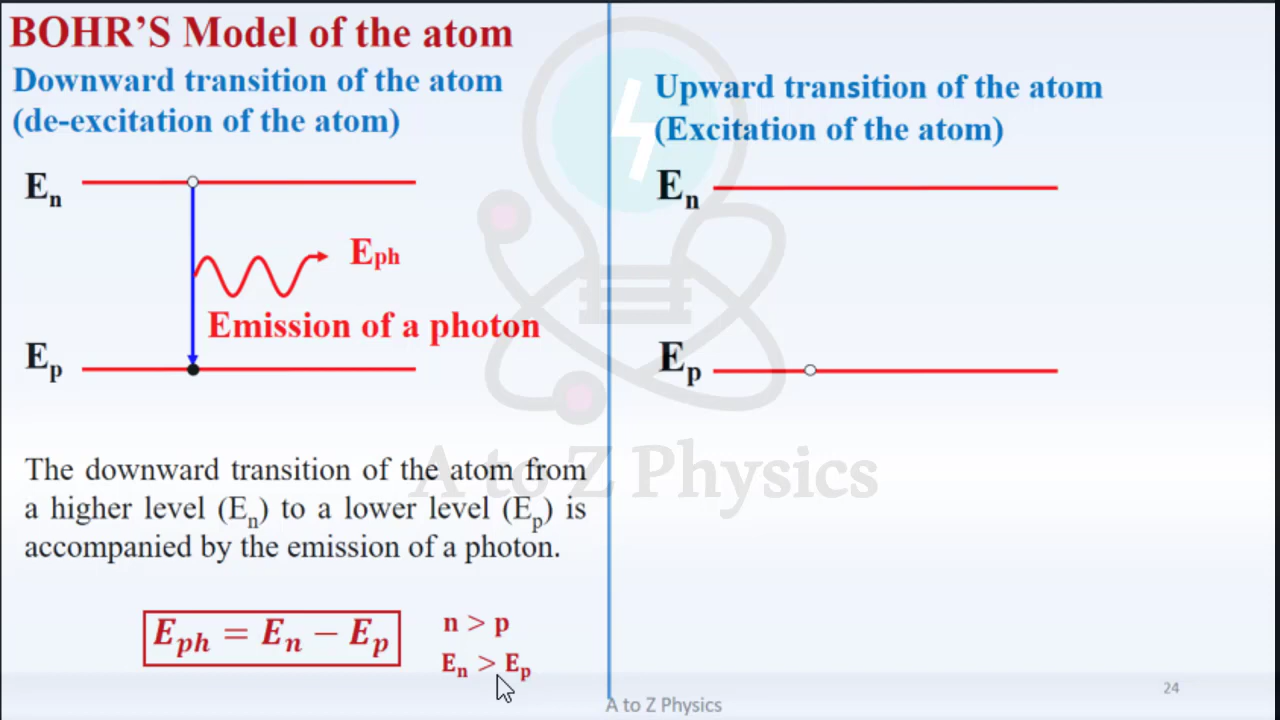 BOHR'S Model of the atom
Downward transition of the atom
(de-excitation of the atom)
En
Eph
Emission of a photon
Ep
The downward transition of the atom from
a higher level (En) to a lower level (Ep) is
accompanied by the emission of a photon.
Eph = En − Ep
n > p
En > Ep
Upward transition of the atom
(Excitation of the atom)
En
Ep
A to Z Physics
24
A to Z Physics